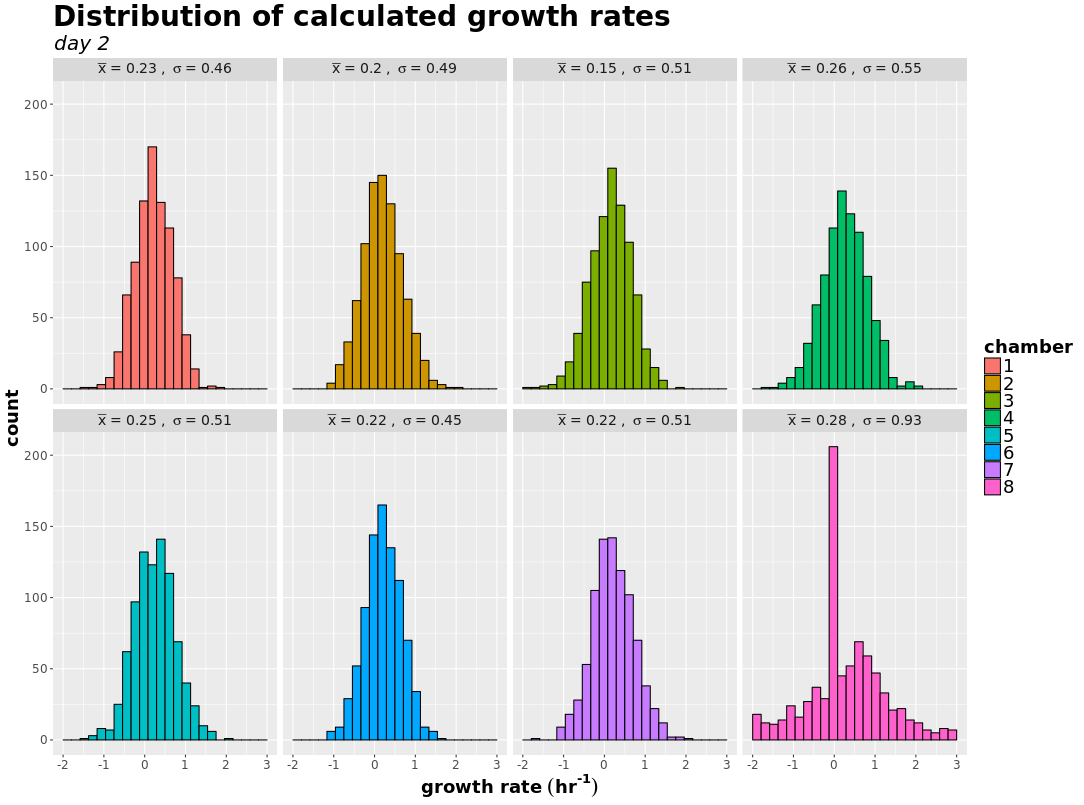 Distribution of calculated growth rates
day 2
x̅ = 0.23 , σ = 0.46
x̅ = 0.2 , σ = 0.49
x̅ = 0.15 , σ = 0.51
x̅ = 0.26 , σ = 0.55
200
150
100
50
0
x̅ = 0.25 , σ = 0.51
x̅ = 0.22 , σ = 0.45
x̅ = 0.22 , σ = 0.51
x̅ = 0.28 , σ = 0.93
200
150
100
50
0
-2 -1 0 1 2 3
-2 -1 0 1 2 3
-2 -1 0 1 2 3
-2 -1 0 1 2 3
count
growth rate (hr⁻¹)
chamber
1
2
3
4
5
6
7
8